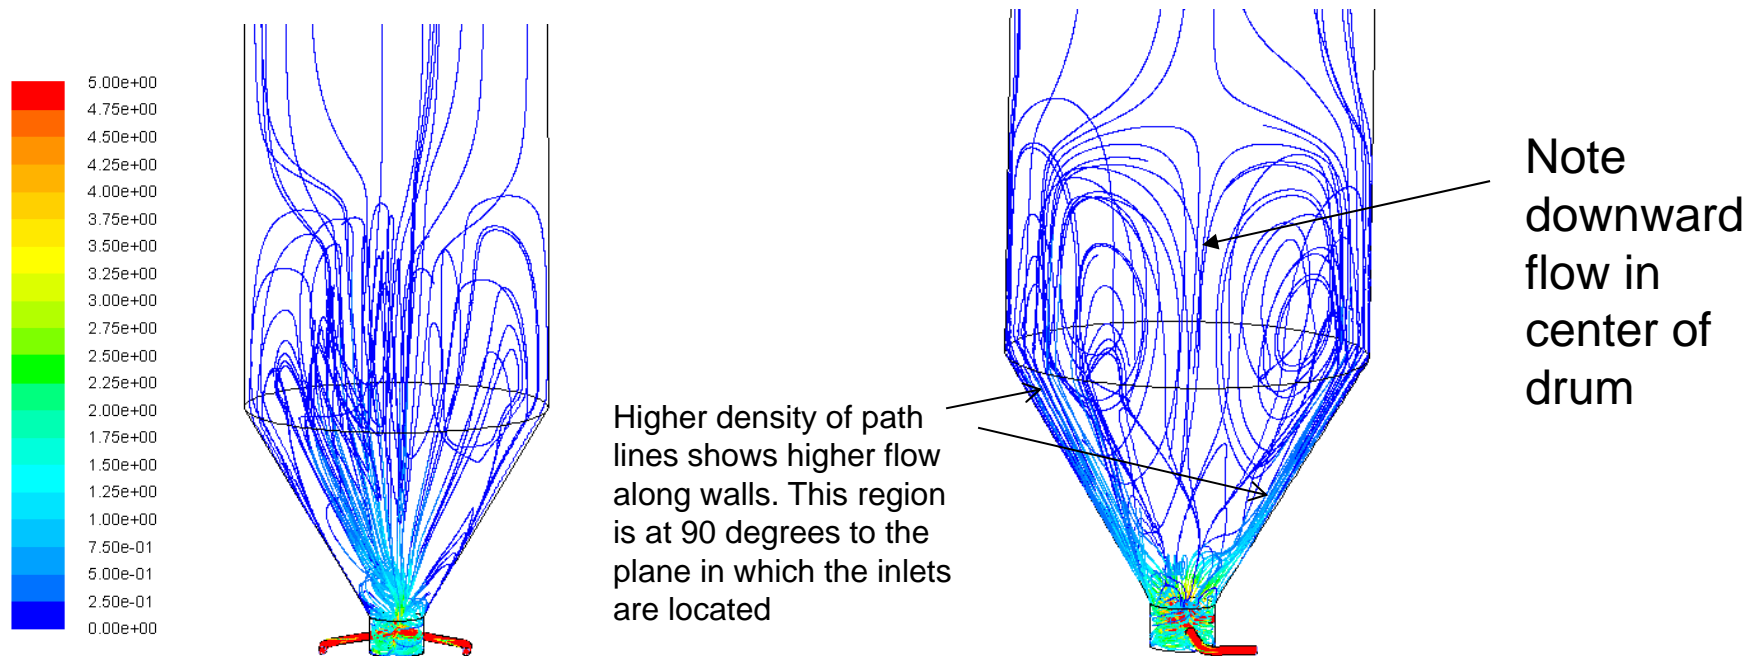 5.00e+00
4.75e+00
4.50e+00
4.25e+00
4.00e+00
3.75e+00
3.50e+00
3.25e+00
3.00e+00
2.75e+00
2.50e+00
2.25e+00
2.00e+00
1.75e+00
1.50e+00
1.25e+00
1.00e+00
7.50e-01
5.00e-01
2.50e-01
0.00e+00
Higher density of path
lines shows higher flow
along walls. This region
is at 90 degrees to the
plane in which the inlets
are located
Note
downward
flow in
center of
drum